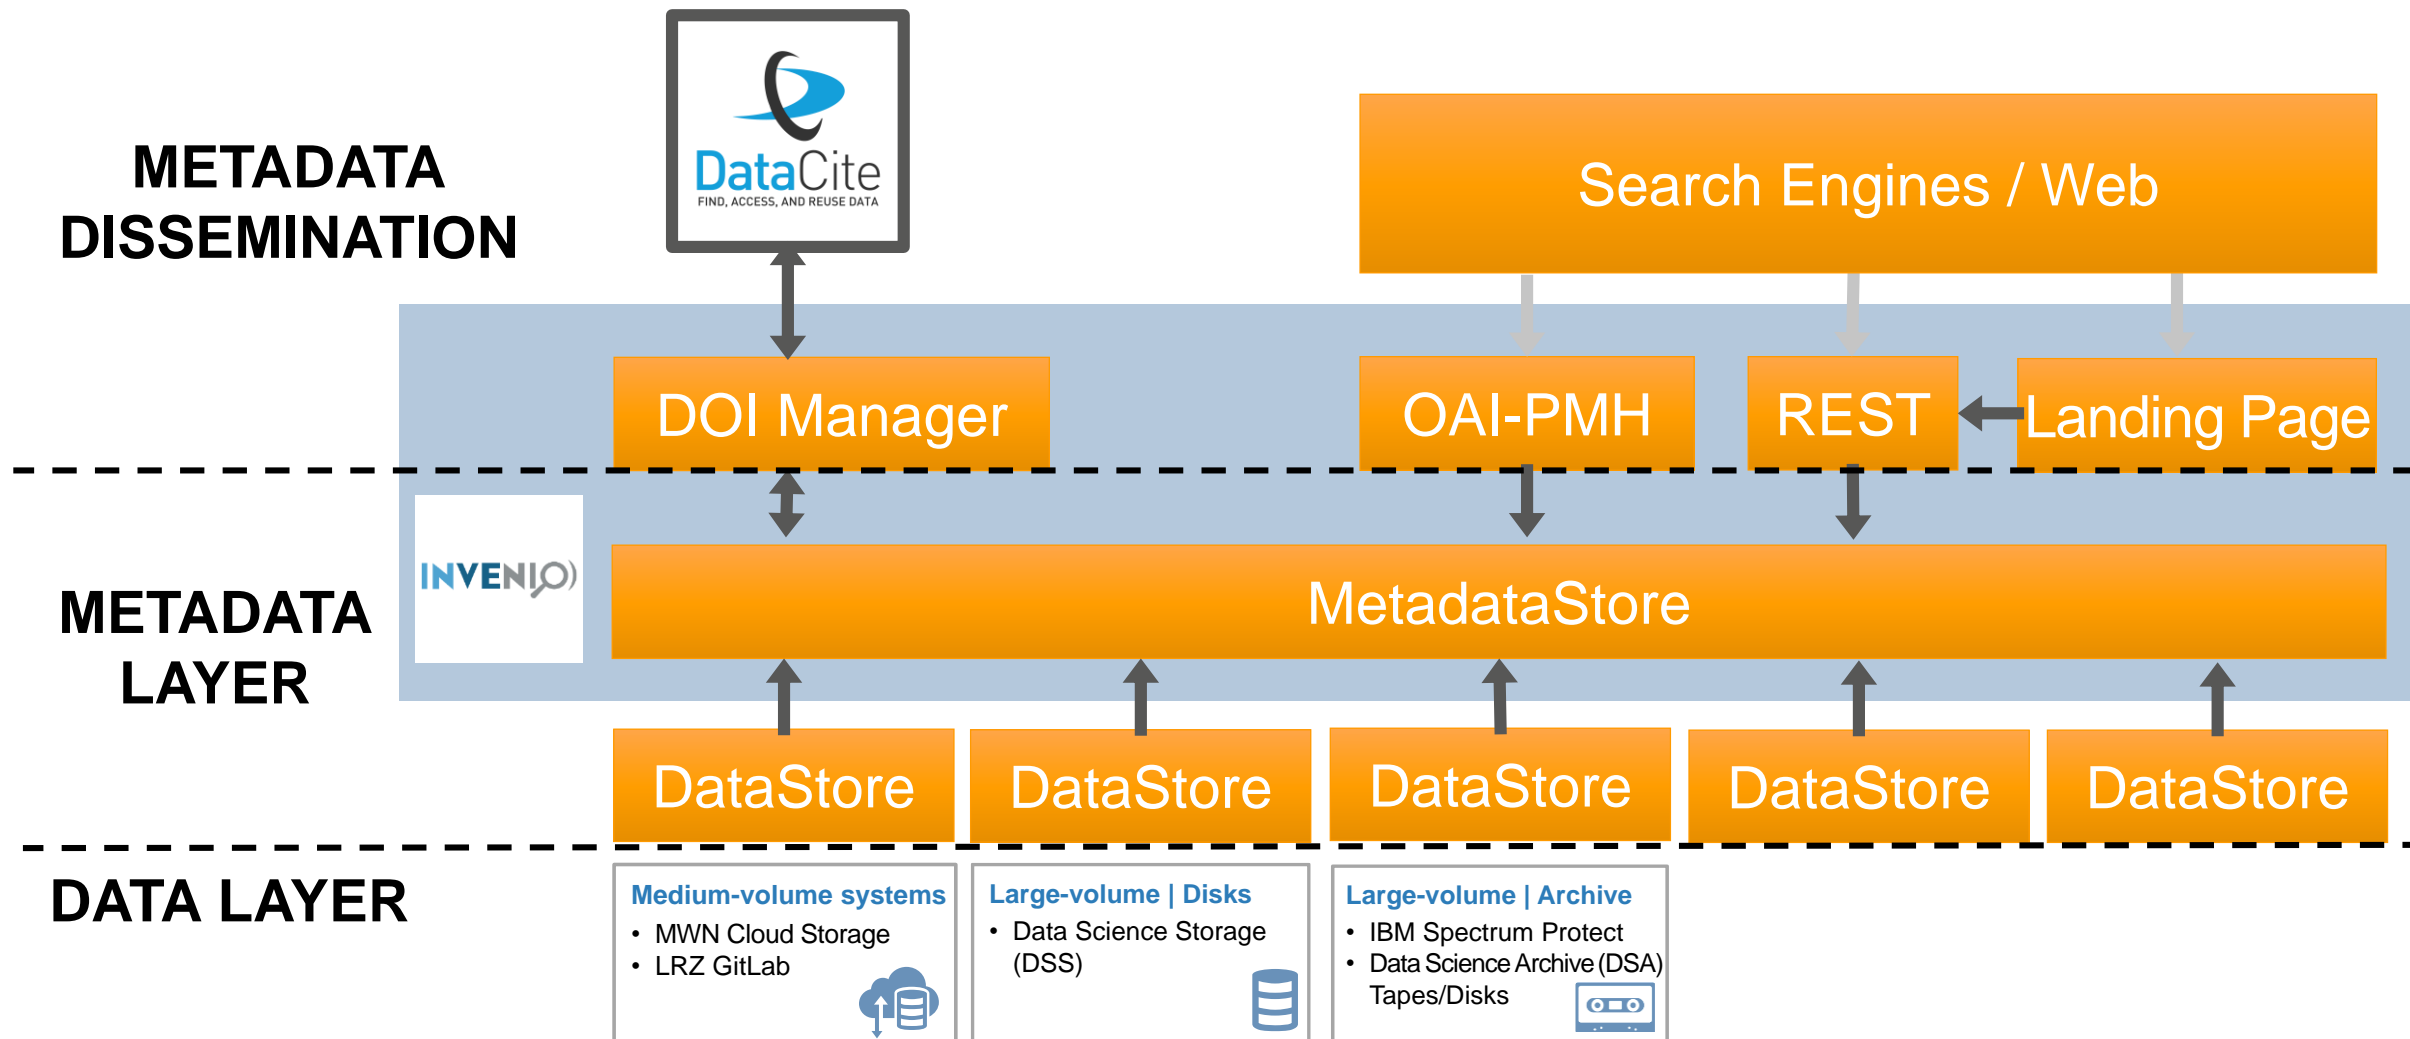 METADATA
DISSEMINATION
DataCite
FIND, ACCESS, AND REUSE DATA
Search Engines / Web
DOI Manager
OAI-PMH
REST
Landing Page
INVENIO
METADATA
LAYER
MetadataStore
DataStore
DataStore
DataStore
DataStore
DataStore
DATA LAYER
Medium-volume systems
• MWN Cloud Storage
• LRZ GitLab
Large-volume | Disks
• Data Science Storage
(DSS)
Large-volume | Archive
• IBM Spectrum Protect
• Data Science Archive (DSA)
Tapes/Disks